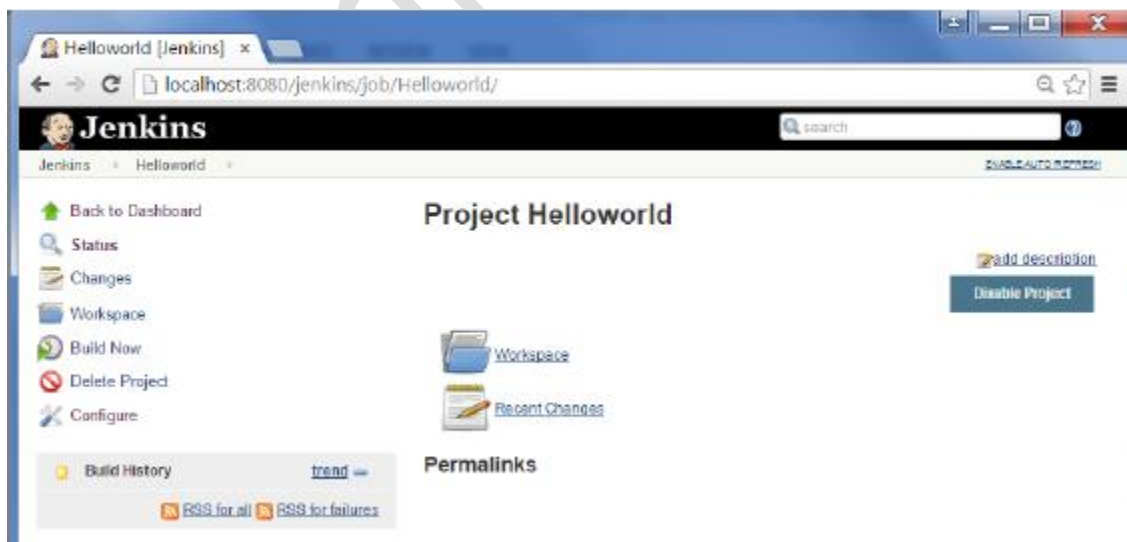 Helloworld [Jenkins] ×
localhost:8080/jenkins/job/Helloworld/
Jenkins
search
Jenkins Helloworld
ENABLE AUTO REFRESH
Back to Dashboard
Status
Changes
Workspace
Build Now
Delete Project
Configure
Build History trend
RSS for all RSS for failures
Project Helloworld
add description
Disable Project
Workspace
Recent Changes
Permalinks